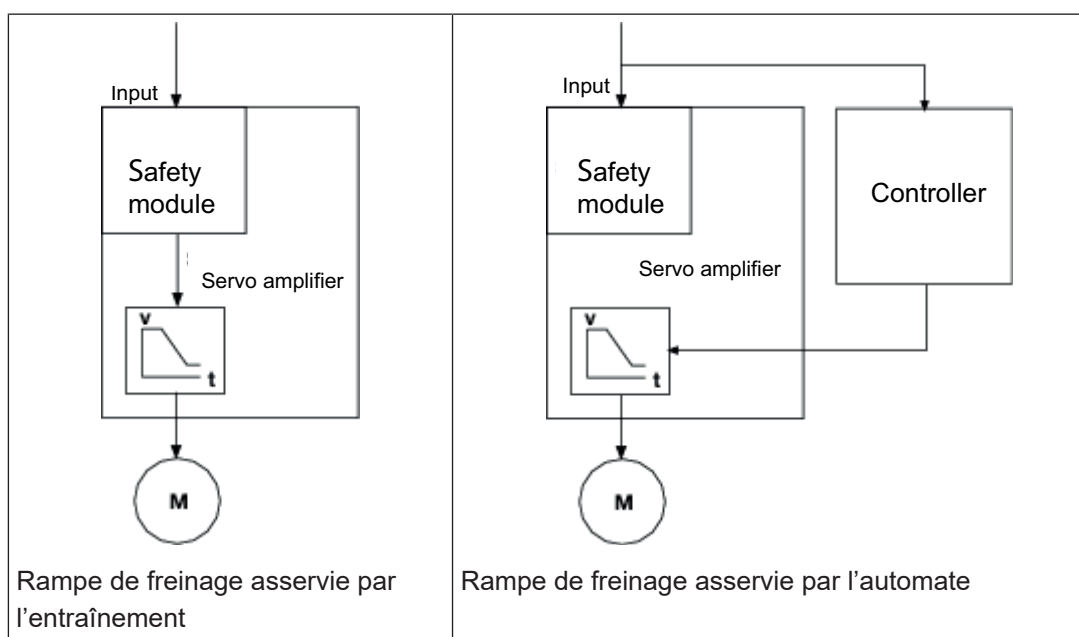 Input
Safety
module
Servo amplifier
v
t
M
Rampe de freinage asservie par
l'entraînement
Input
Safety
module
Controller
Servo amplifier
v
t
M
Rampe de freinage asservie par l'automate